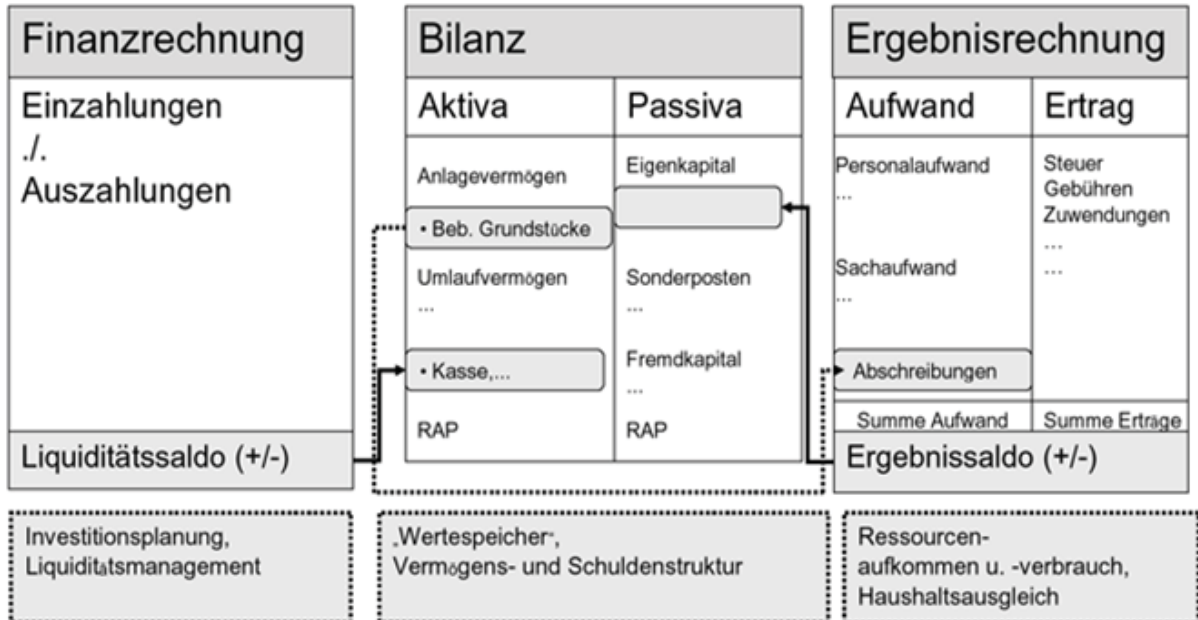 Finanzrechnung
Einzahlungen
./.
Auszahlungen
Liquiditätssaldo (+/-)
Investitionsplanung,
Liquiditätsmanagement
Bilanz
Aktiva
Anlagevermögen
• Beb. Grundstücke
Umlaufvermögen
...
• Kasse,...
RAP
Passiva
Eigenkapital
Sonderposten
...
Fremdkapital
...
RAP
„Wertespeicher“,
Vermögens- und Schuldenstruktur
Ergebnisrechnung
Aufwand
Personalaufwand
...
Sachaufwand
...
Abschreibungen
Summe Aufwand
Ertrag
Steuer
Gebühren
Zuwendungen
...
...
Summe Erträge
Ergebnissaldo (+/-)
Ressourcen-
aufkommen u. -verbrauch,
Haushaltsausgleich